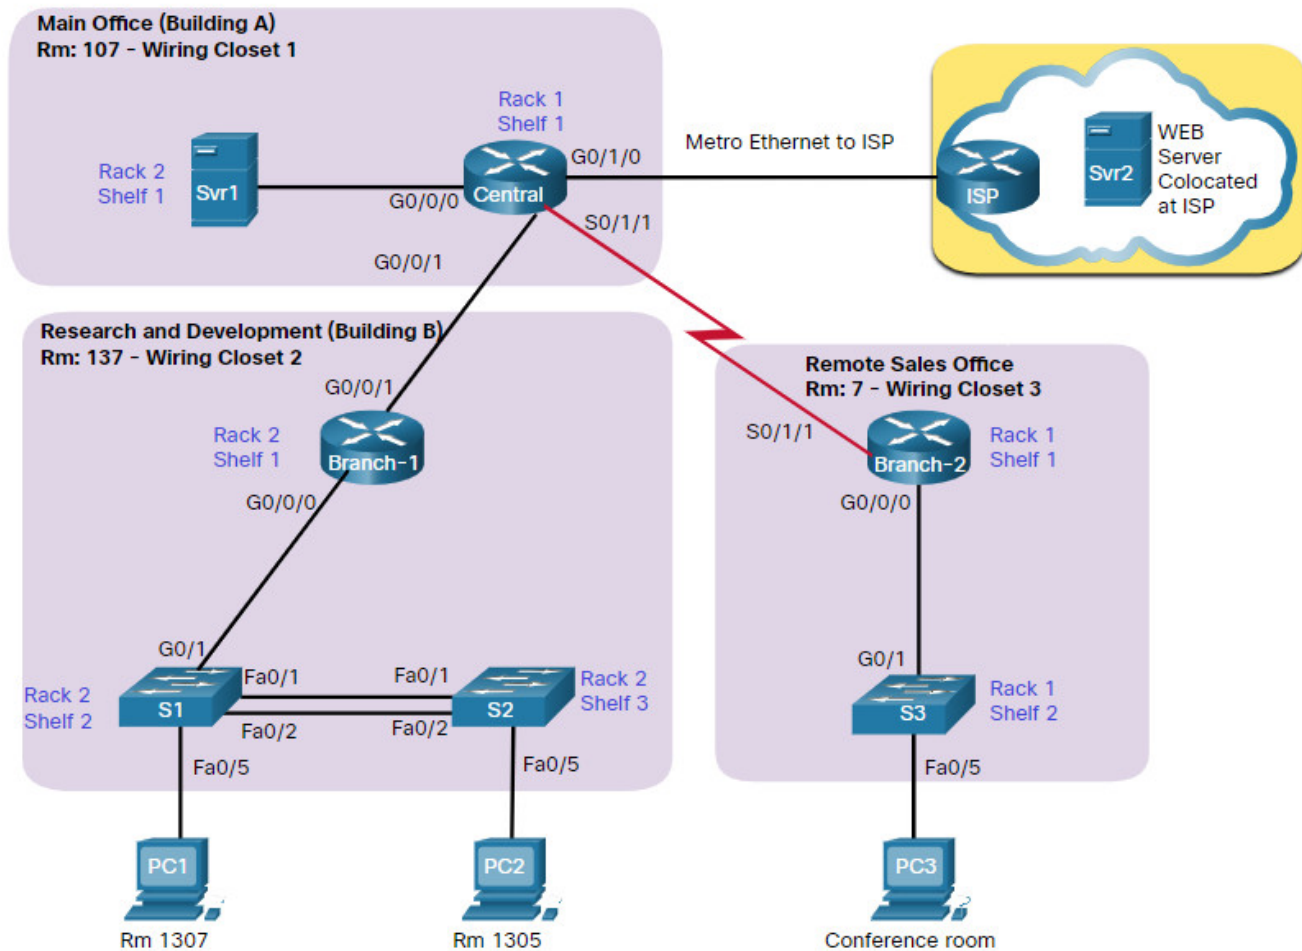 Main Office (Building A)
Rm: 107 - Wiring Closet 1
Rack 1
Shelf 1
Rack 2
Shelf 1
Svr1
G0/0/0
Central
G0/1/0
S0/1/1
G0/0/1
Metro Ethernet to ISP
ISP
Svr2
WEB
Server
Colocated
at ISP
Research and Development (Building B)
Rm: 137 - Wiring Closet 2
G0/0/1
Rack 2
Shelf 1
Branch-1
G0/0/0
G0/1
Rack 2
Shelf 2
S1
Fa0/1
Fa0/1
Fa0/2
Fa0/2
S2
Rack 2
Shelf 3
Fa0/5
Fa0/5
PC1
Rm 1307
PC2
Rm 1305
Remote Sales Office
Rm: 7 - Wiring Closet 3
S0/1/1
Branch-2
Rack 1
Shelf 1
G0/0/0
G0/1
S3
Rack 1
Shelf 2
Fa0/5
PC3
Conference room